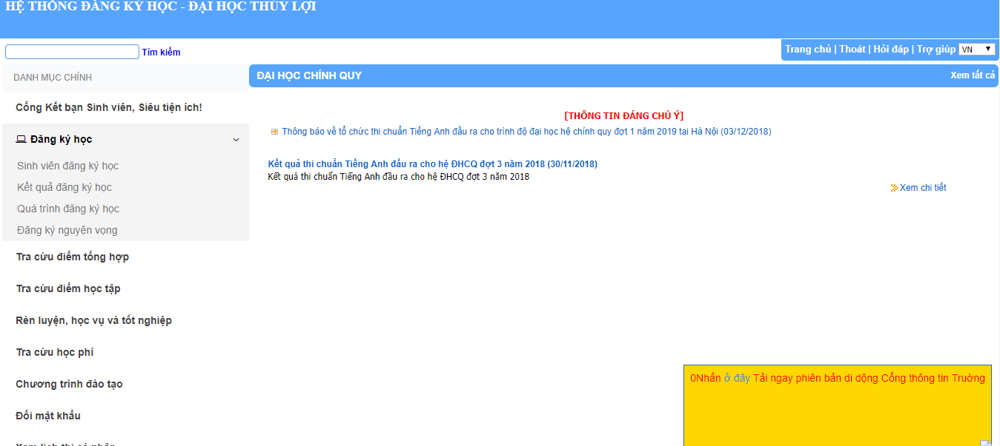 HỆ THỐNG ĐĂNG KÝ HỌC - ĐẠI HỌC THỦY LỢI
Tìm kiếm
Trang chủ | Thoát | Hỏi đáp | Trợ giúp VN
DANH MỤC CHÍNH
ĐẠI HỌC CHÍNH QUY
Xem tất cả
Cổng Kết bạn Sinh viên, Siêu tiện ích!
[THÔNG TIN ĐÁNG CHÚ Ý]
Thông báo về tổ chức thi chuẩn Tiếng Anh đầu ra cho trình độ đại học hệ chính quy đợt 1 năm 2019 tại Hà Nội (03/12/2018)
Đăng ký học
Sinh viên đăng ký học
Kết quả đăng ký học
Quá trình đăng ký học
Đăng ký nguyện vọng
Kết quả thi chuẩn Tiếng Anh đầu ra cho hệ ĐHCQ đợt 3 năm 2018 (30/11/2018)
Kết quả thi chuẩn Tiếng Anh đầu ra cho hệ ĐHCQ đợt 3 năm 2018
Xem chi tiết
Tra cứu điểm tổng hợp
Tra cứu điểm học tập
Rèn luyện, học vụ và tốt nghiệp
Tra cứu học phí
Chương trình đào tạo
Đổi mật khẩu
Xem lịch thi cá nhân
0Nhấn ở đây Tải ngay phiên bản di dộng Cổng thông tin Truờng